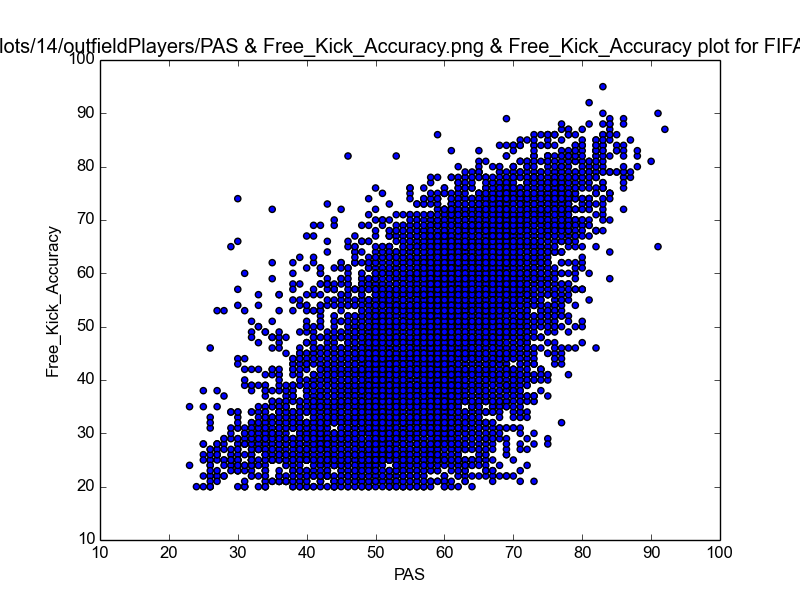 lots/14/outfieldPlayers/PAS & Free_Kick_Accuracy.png & Free_Kick_Accuracy plot for FIFA
100
90
80
70
60
50
40
30
20
10
Free_Kick_Accuracy
10 20 30 40 50 60 70 80 90 100
PAS